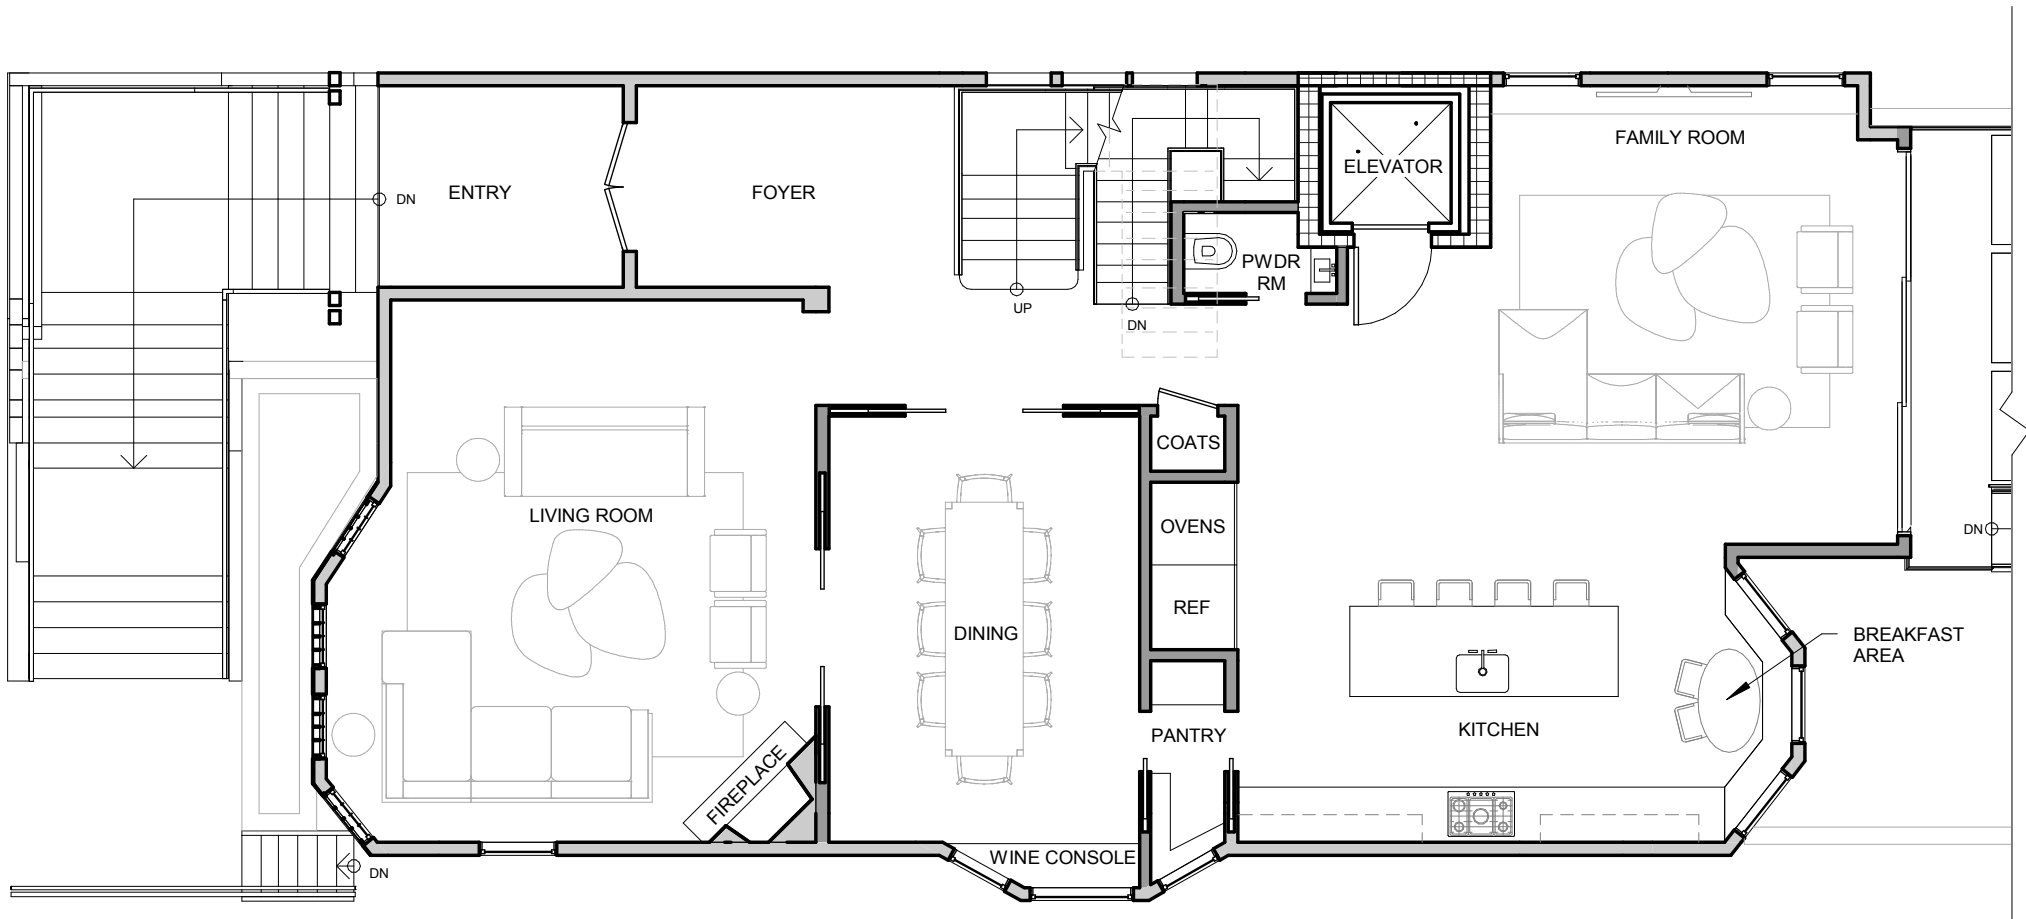 FAMILY ROOM
ELEVATOR
ENTRY
FOYER
DN
PWDR
RM
UP
DN
COATS
LIVING ROOM
OVENS
DN
REF
DINING
BREAKFAST
AREA
KITCHEN
PANTRY
FIREPLACE
WINE CONSOLE
DN